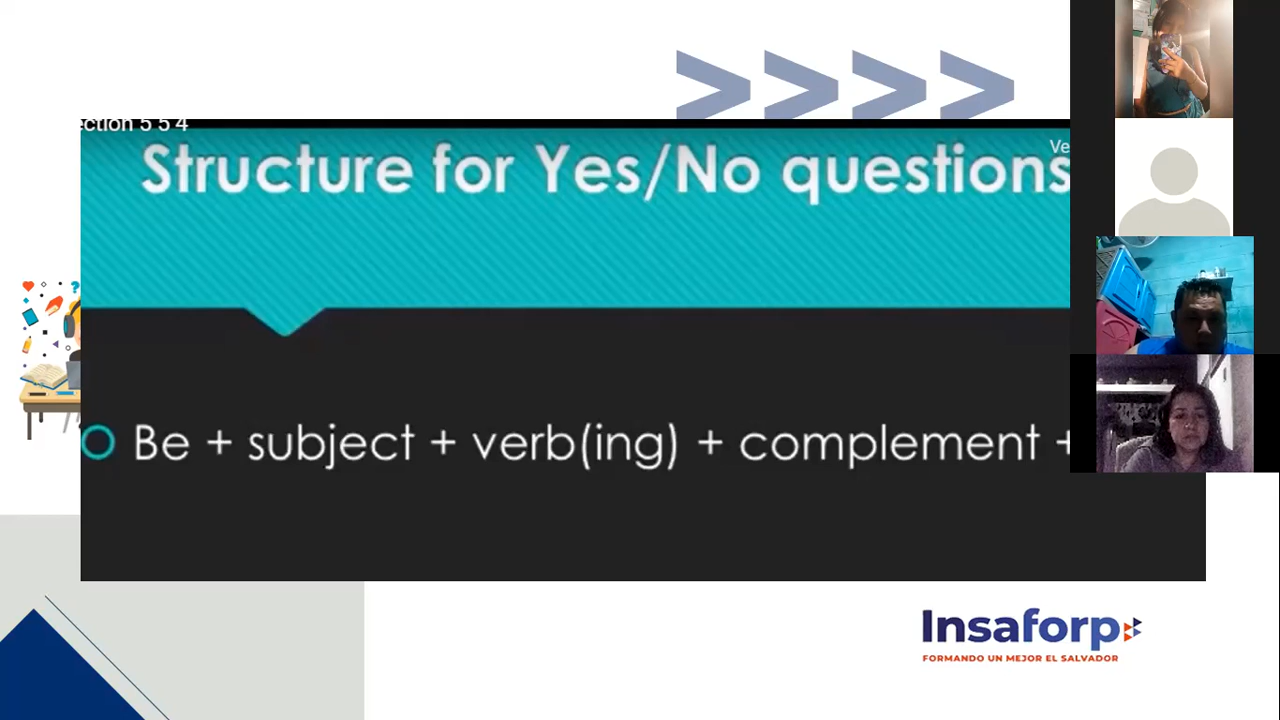 ction 5 5 4
Ve
Structure for Yes/No questions
Be + subject + verb(ing) + complement +
Insaforp
FORMANDO UN MEJOR EL SALVADOR